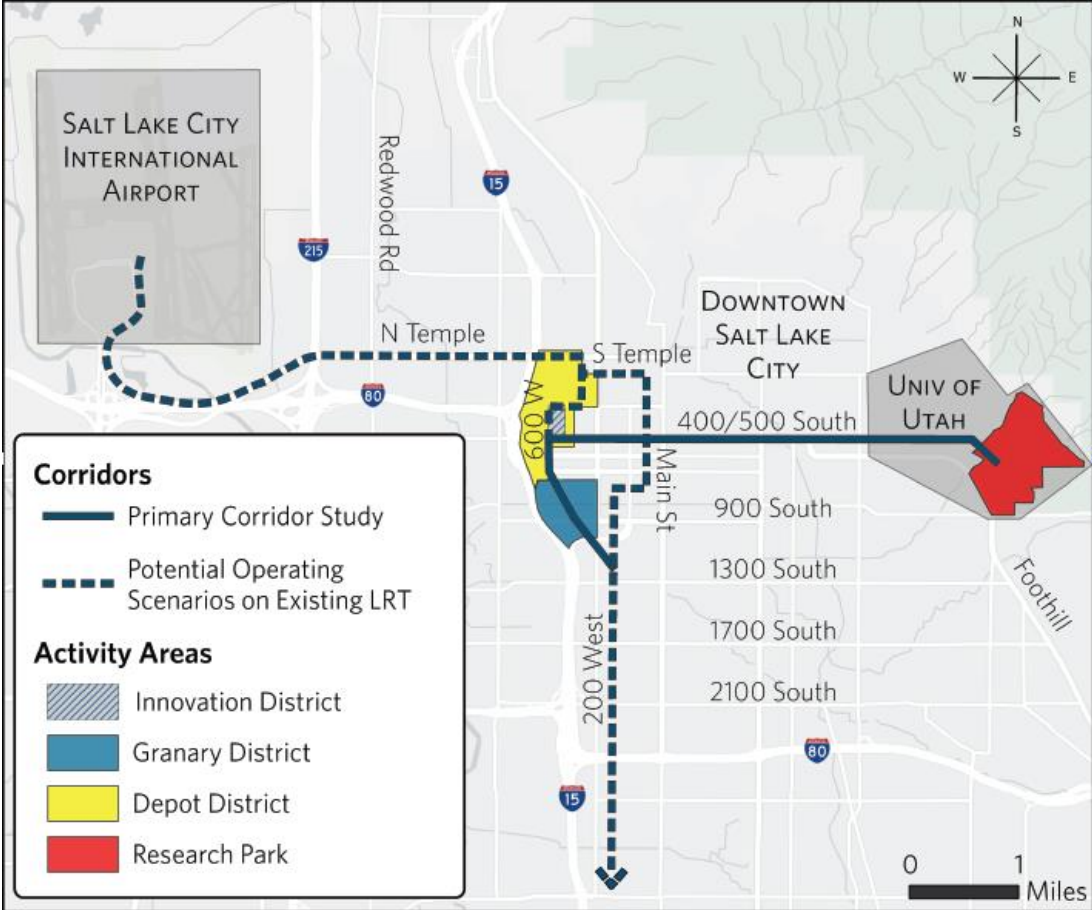 N
W
E
S
SALT LAKE CITY
INTERNATIONAL
AIRPORT
Redwood Rd
15
215
DOWNTOWN
SALT LAKE
CITY
N Temple
S Temple
80
UNIV OF
UTAH
600 W
400/500 South
Main St
900 South
1300 South
Foothill
1700 South
200 West
2100 South
80
15
Corridors
Primary Corridor Study
Potential Operating
Scenarios on Existing LRT
Activity Areas
Innovation District
Granary District
Depot District
Research Park
0 1
Miles